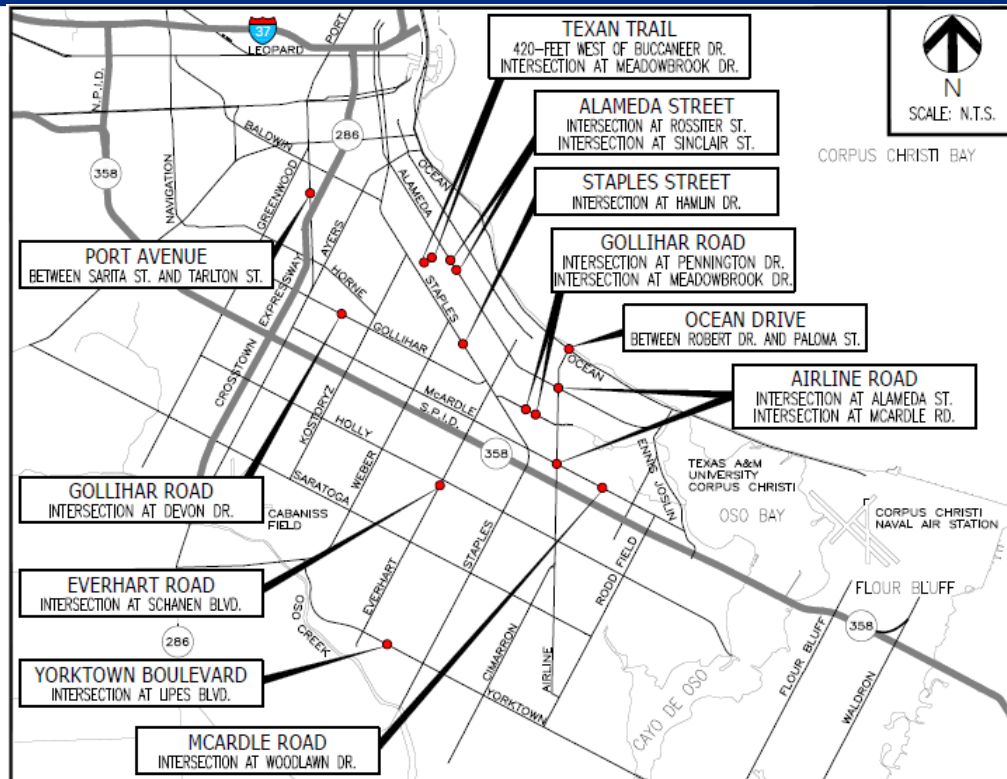 TEXAN TRAIL
420-FEET WEST OF BUCCANEER DR.
INTERSECTION AT MEADOWBROOK DR.
ALAMEDA STREET
INTERSECTION AT ROSSITER ST.
INTERSECTION AT SINCLAIR ST.
STAPLES STREET
INTERSECTION AT HAMLIN DR.
GOLLIHAR ROAD
INTERSECTION AT PENNINGTON DR.
INTERSECTION AT MEADOWBROOK DR.
OCEAN DRIVE
BETWEEN ROBERT DR. AND PALOMA ST.
AIRLINE ROAD
INTERSECTION AT ALAMEDA ST.
INTERSECTION AT MCARDLE RD.
PORT AVENUE
BETWEEN SARITA ST. AND TARLTON ST.
GOLLIHAR ROAD
INTERSECTION AT DEVON DR.
EVERHART ROAD
INTERSECTION AT SCHANEN BLVD.
YORKTOWN BOULEVARD
INTERSECTION AT LIPES BLVD.
MCARDLE ROAD
INTERSECTION AT WOODLAWN DR.
N
SCALE: N.T.S.
CORPUS CHRISTI BAY
37
LEOPARD
PORT
N.P.I.D.
358
286
NAVIGATION
BALDWIN
GREENWOOD
OCEAN
ALAMEDA
AYERS
CROSSTOWN EXPRESSWAY
HORNE
STAPLES
GOLLIHAR
OCEAN
McARDLE
S.P.I.D.
KOSTORYZ
HOLLY
WEBER
358
ENNIS JOSLIN
SARATOGA
CABANISS
FIELD
TEXAS A&M
UNIVERSITY
CORPUS CHRISTI
OSO BAY
CORPUS CHRISTI
NAVAL AIR STATION
STAPLES
EVERHART
RODD FIELD
FLOUR BLUFF
OSO
CREEK
286
358
CIMARRON
AIRLINE
YORKTOWN
CAYO DE OSO
FLOUR BLUFF
WALDRON